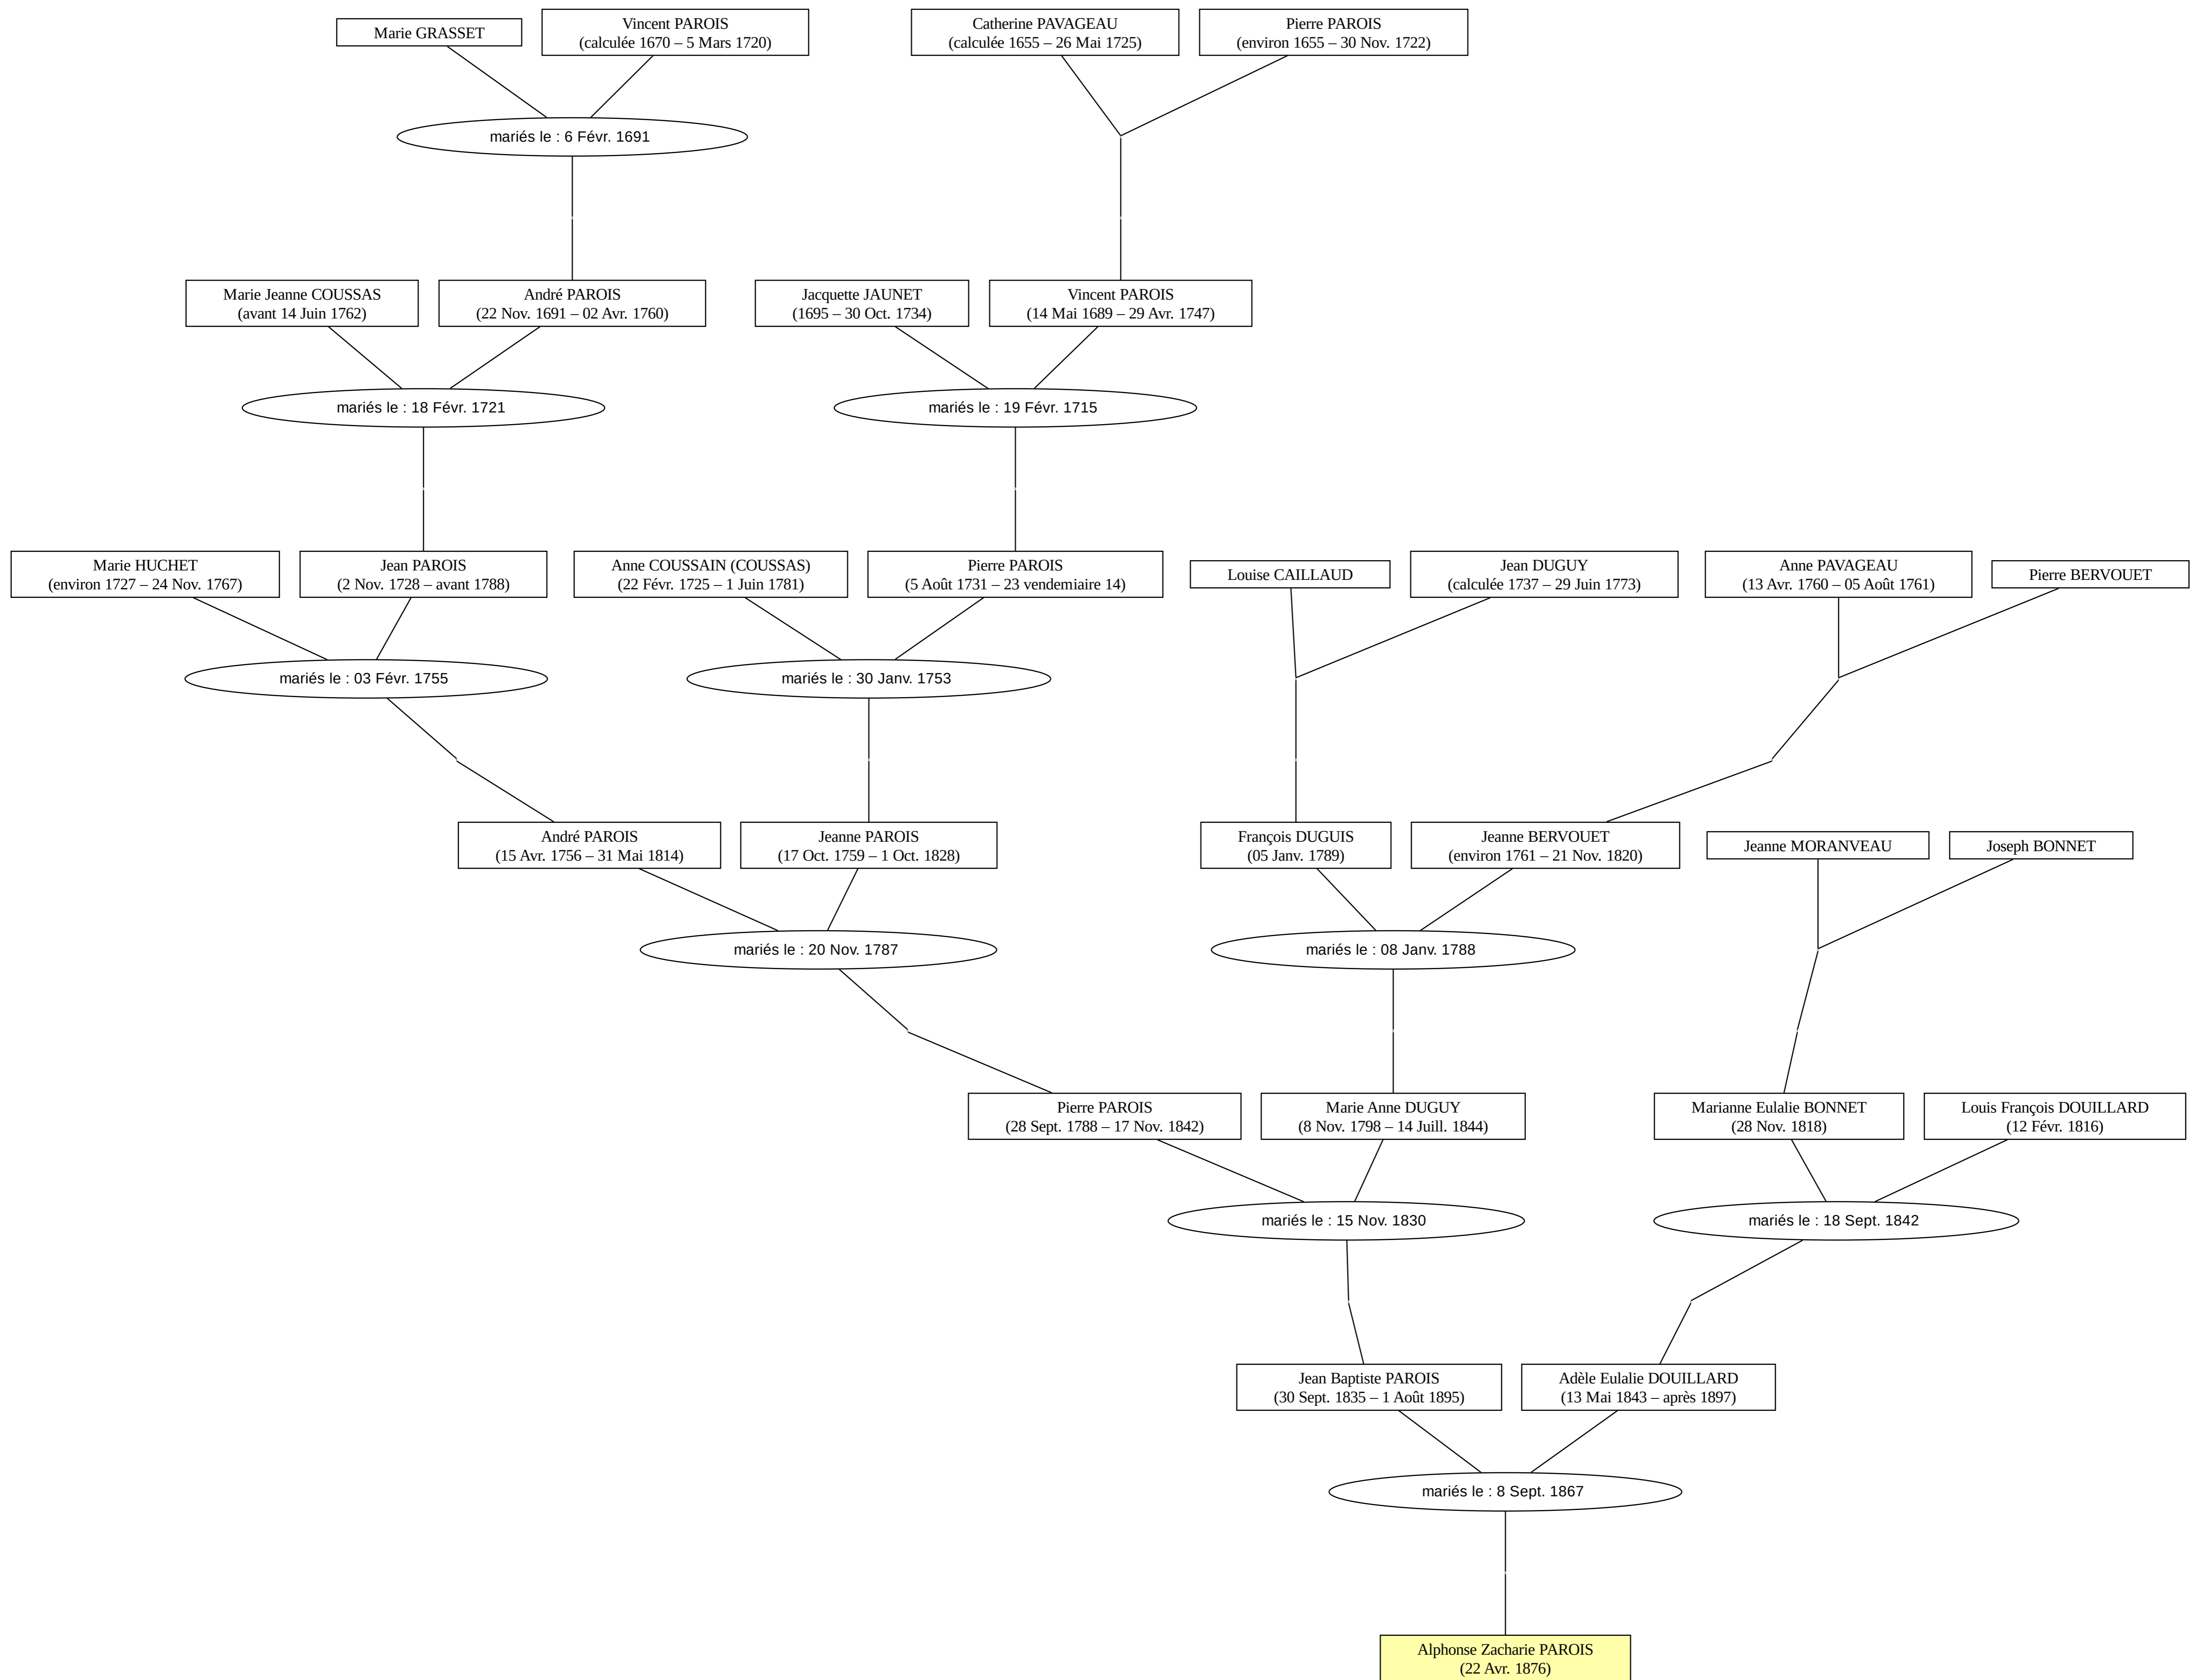 Marie GRASSET
Vincent PAROIS
(calculée 1670 – 5 Mars 1720)
Catherine PAVAGEAU
(calculée 1655 – 26 Mai 1725)
Pierre PAROIS
(environ 1655 – 30 Nov. 1722)
mariés le : 6 Févr. 1691
Marie Jeanne COUSSAS
(avant 14 Juin 1762)
André PAROIS
(22 Nov. 1691 – 02 Avr. 1760)
Jacquette JAUNET
(1695 – 30 Oct. 1734)
Vincent PAROIS
(14 Mai 1689 – 29 Avr. 1747)
mariés le : 18 Févr. 1721
mariés le : 19 Févr. 1715
Marie HUCHET
(environ 1727 – 24 Nov. 1767)
Jean PAROIS
(2 Nov. 1728 – avant 1788)
Anne COUSSAIN (COUSSAS)
(22 Févr. 1725 – 1 Juin 1781)
Pierre PAROIS
(5 Août 1731 – 23 vendemiaire 14)
Louise CAILLAUD
Jean DUGUY
(calculée 1737 – 29 Juin 1773)
Anne PAVAGEAU
(13 Avr. 1760 – 05 Août 1761)
Pierre BERVOUET
mariés le : 03 Févr. 1755
mariés le : 30 Janv. 1753
André PAROIS
(15 Avr. 1756 – 31 Mai 1814)
Jeanne PAROIS
(17 Oct. 1759 – 1 Oct. 1828)
François DUGUIS
(05 Janv. 1789)
Jeanne BERVOUET
(environ 1761 – 21 Nov. 1820)
Jeanne MORANVEAU
Joseph BONNET
mariés le : 20 Nov. 1787
mariés le : 08 Janv. 1788
Pierre PAROIS
(28 Sept. 1788 – 17 Nov. 1842)
Marie Anne DUGUY
(8 Nov. 1798 – 14 Juill. 1844)
Marianne Eulalie BONNET
(28 Nov. 1818)
Louis François DOUILLARD
(12 Févr. 1816)
mariés le : 15 Nov. 1830
mariés le : 18 Sept. 1842
Jean Baptiste PAROIS
(30 Sept. 1835 – 1 Août 1895)
Adèle Eulalie DOUILLARD
(13 Mai 1843 – après 1897)
mariés le : 8 Sept. 1867
Alphonse Zacharie PAROIS
(22 Avr. 1876)